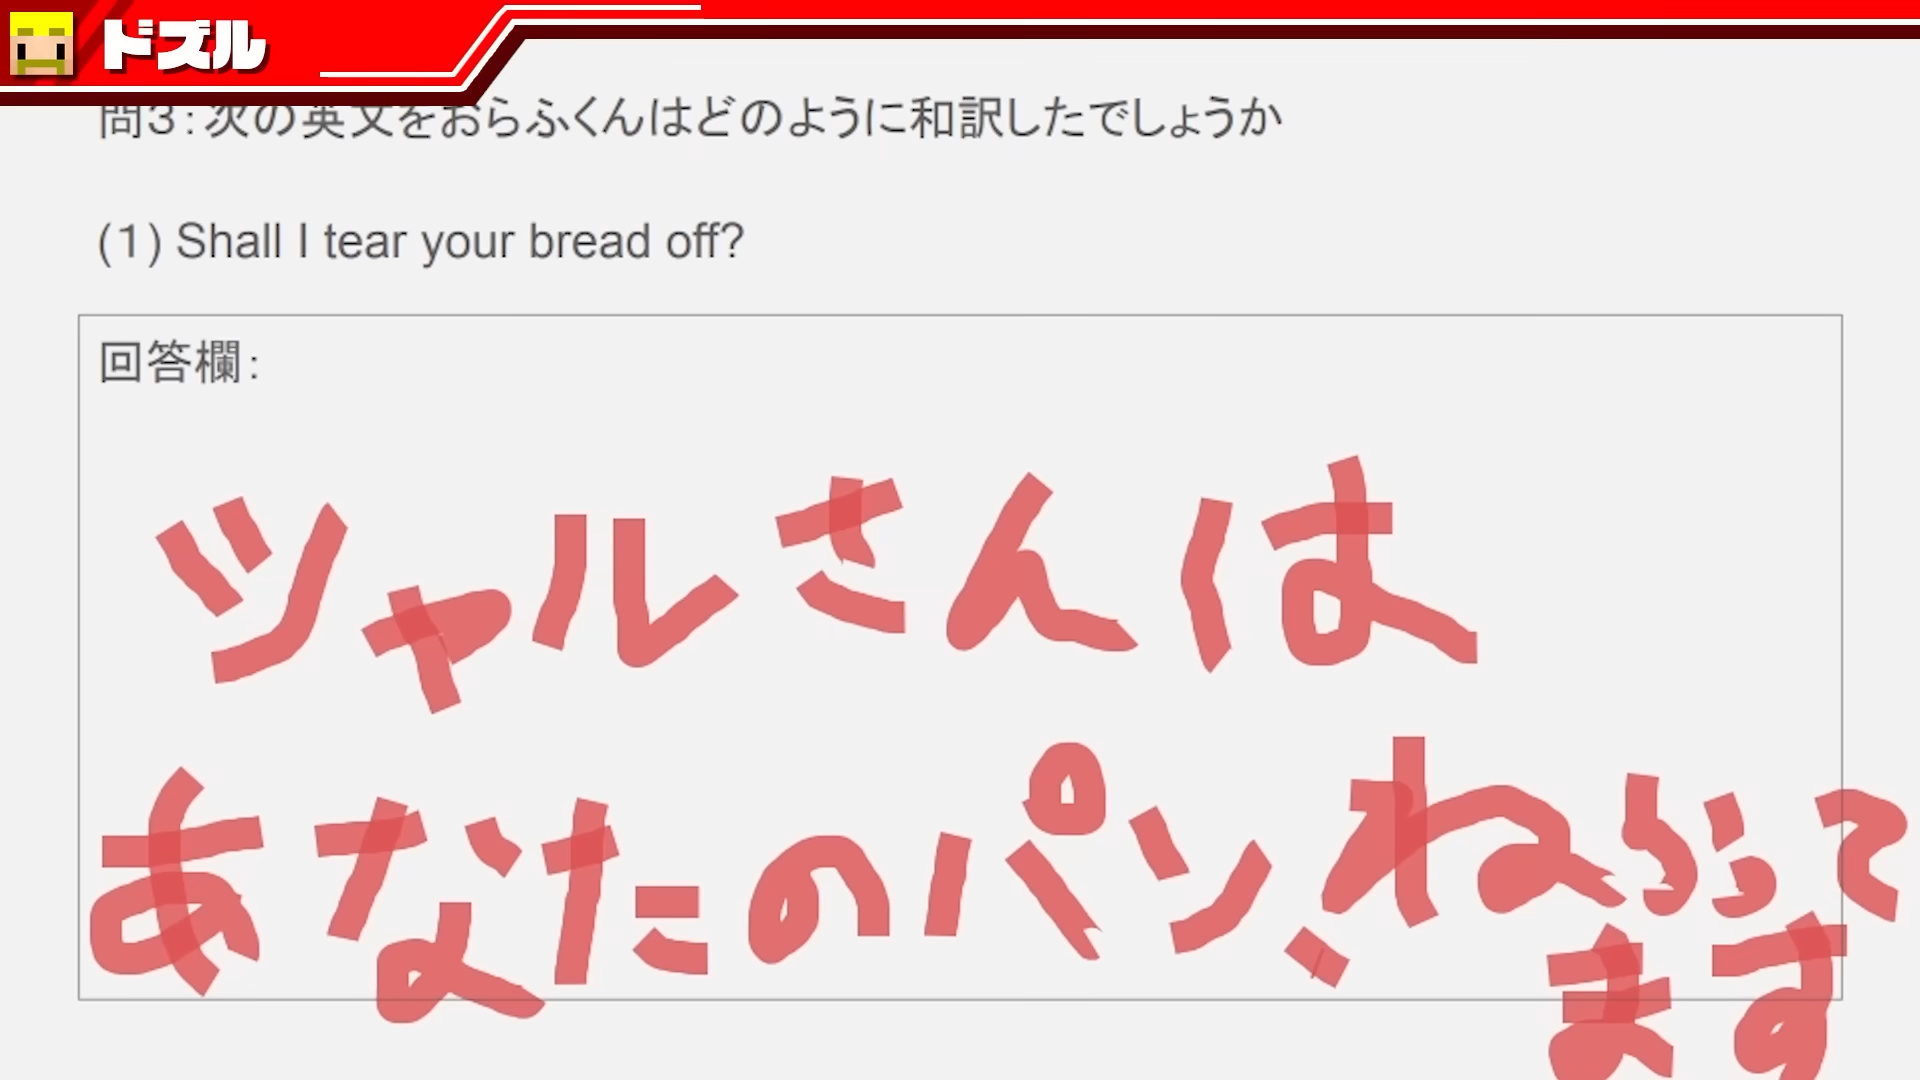 ドズル
問3：次の英文をおらふくんはどのように和訳したでしょうか
(1) Shall I tear your bread off?
回答欄：
シャルさんは
あなたのパン、ねらって
ます